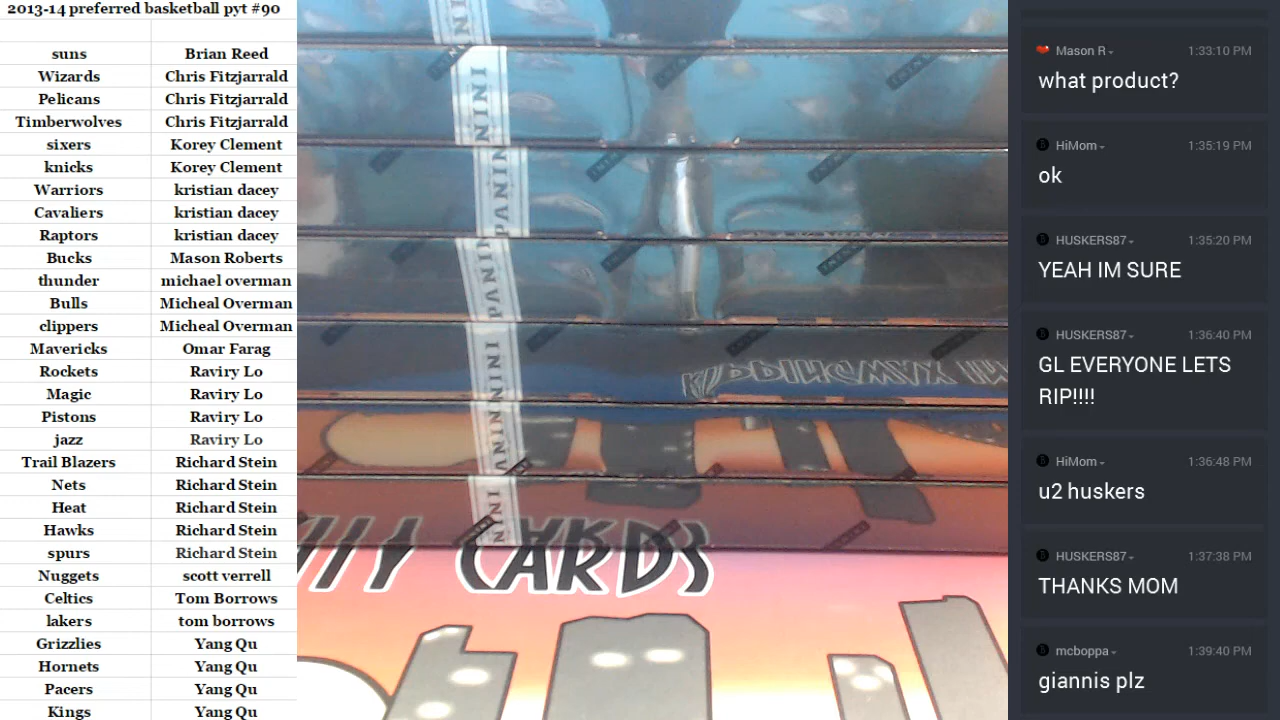 2013-14 preferred basketball pyt #90
suns Brian Reed
Wizards Chris Fitzjarrald
Pelicans Chris Fitzjarrald
Timberwolves Chris Fitzjarrald
sixers Korey Clement
knicks Korey Clement
Warriors kristian dacey
Cavaliers kristian dacey
Raptors kristian dacey
Bucks Mason Roberts
thunder michael overman
Bulls Micheal Overman
clippers Micheal Overman
Mavericks Omar Farag
Rockets Raviry Lo
Magic Raviry Lo
Pistons Raviry Lo
jazz Raviry Lo
Trail Blazers Richard Stein
Nets Richard Stein
Heat Richard Stein
Hawks Richard Stein
spurs Richard Stein
Nuggets scott verrell
Celtics Tom Borrows
lakers tom borrows
Grizzlies Yang Qu
Hornets Yang Qu
Pacers Yang Qu
Kings Yang Qu
PANINI
PANINI
PANINI
CARDS
Mason R 1:33:10 PM
what product?
HiMom 1:35:19 PM
ok
HUSKERS87 1:35:20 PM
YEAH IM SURE
HUSKERS87 1:36:40 PM
GL EVERYONE LETS
RIP!!!!
HiMom 1:36:48 PM
u2 huskers
HUSKERS87 1:37:38 PM
THANKS MOM
mcboppa 1:39:40 PM
giannis plz